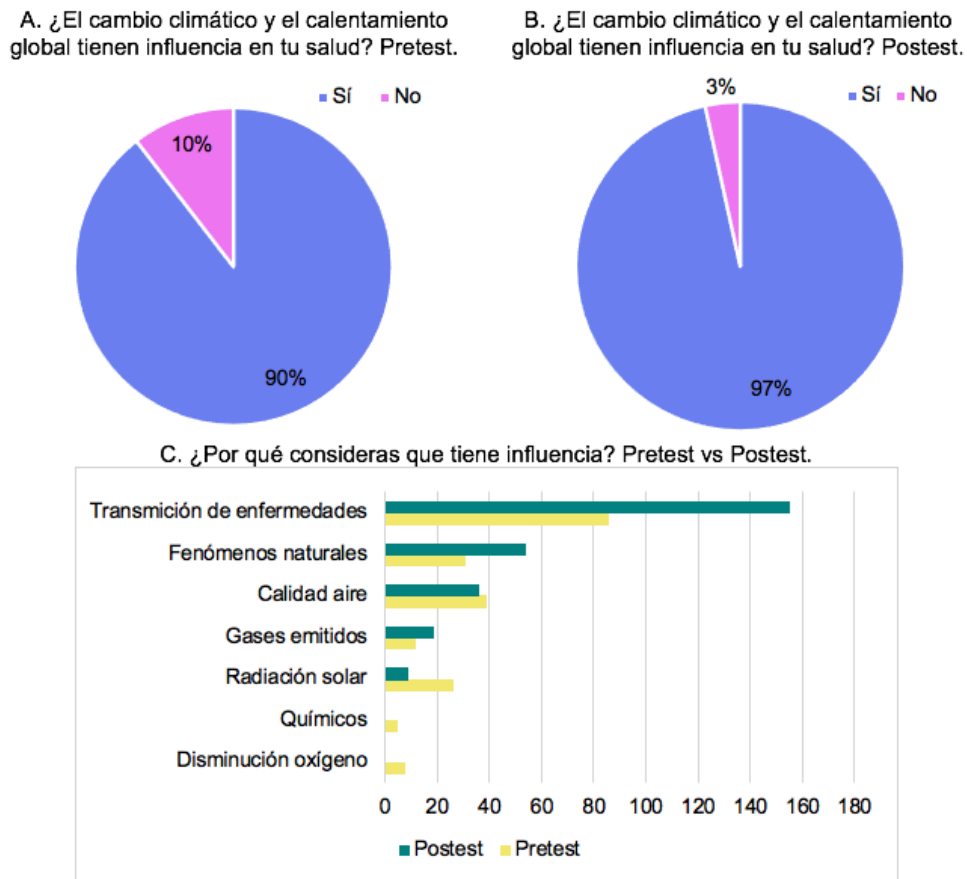 A. ¿El cambio climático y el calentamiento
global tienen influencia en tu salud? Pretest.
Sí No
10%
90%
B. ¿El cambio climático y el calentamiento
global tienen influencia en tu salud? Postest.
Sí No
3%
97%
C. ¿Por qué consideras que tiene influencia? Pretest vs Postest.
Transmición de enfermedades
Fenómenos naturales
Calidad aire
Gases emitidos
Radiación solar
Químicos
Disminución oxígeno
0 20 40 60 80 100 120 140 160 180
Postest Pretest